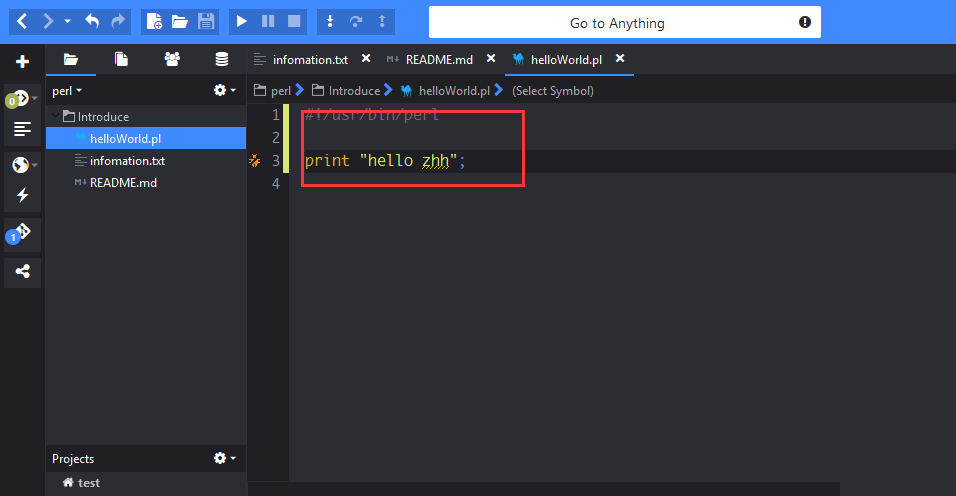 Go to Anything
infomation.txt
README.md
helloWorld.pl
perl
perl Introduce helloWorld.pl (Select Symbol)
0
Introduce
helloWorld.pl
infomation.txt
README.md
1
1 #!/usr/bin/perl
2
3 print "hello zhh";
4
Projects
test